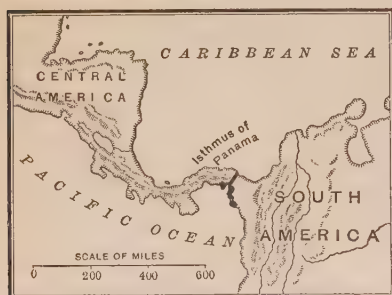 CARIBBEAN SEA
CENTRAL
AMERICA
Isthmus of
Panama
PACIFIC OCEAN
SOUTH
AMERICA
SCALE OF MILES
0 200 400 600